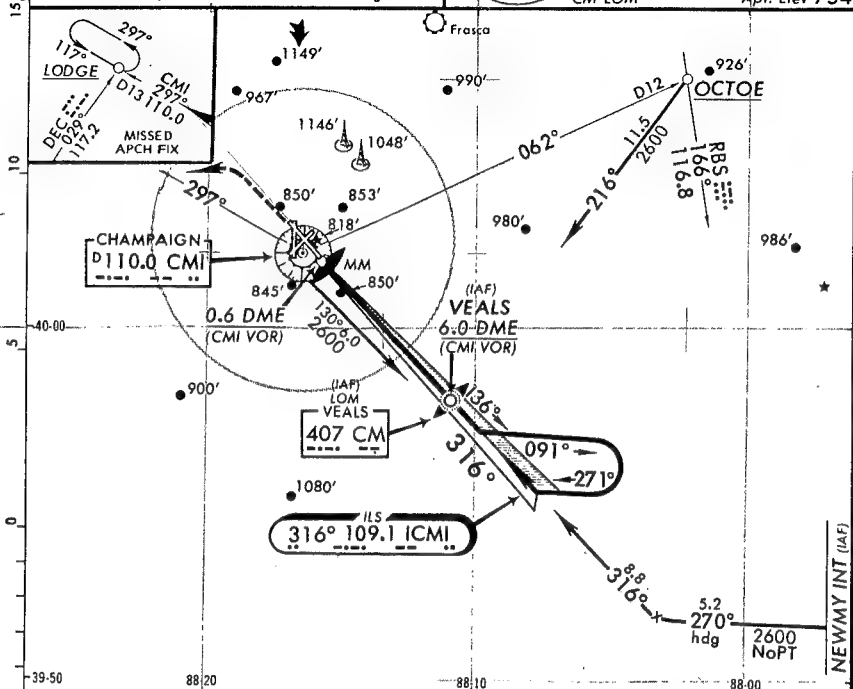 CM LOM
Apt. Elev 754
15
297°
117°
LODGE
CMI
297°
D13 110.0
DEC
029°
117.2
MISSED
APCH FIX
1149'
967'
Frasca
990'
926'
D12
OCTOE
11.5
2600
216°
RBS
166°
116.8
062°
1146'
1048'
10
297°
850'
853'
818'
980'
986'
CHAMPAIGN
D 110.0 CMI
MM
845'
850'
0.6 DME
(CMI VOR)
130° 6.0
2600
(IAF)
VEALS
6.0 DME
(CMI VOR)
40-00
5
900'
(IAF)
LOM
VEALS
407 CM
136°
316°
091°
271°
1080'
ILS
316° 109.1 ICMI
0
8.8
316°
5.2
270°
hdg
2600
NoPT
NEWMY INT (IAF)
39-50
88-20
88-10
88-00